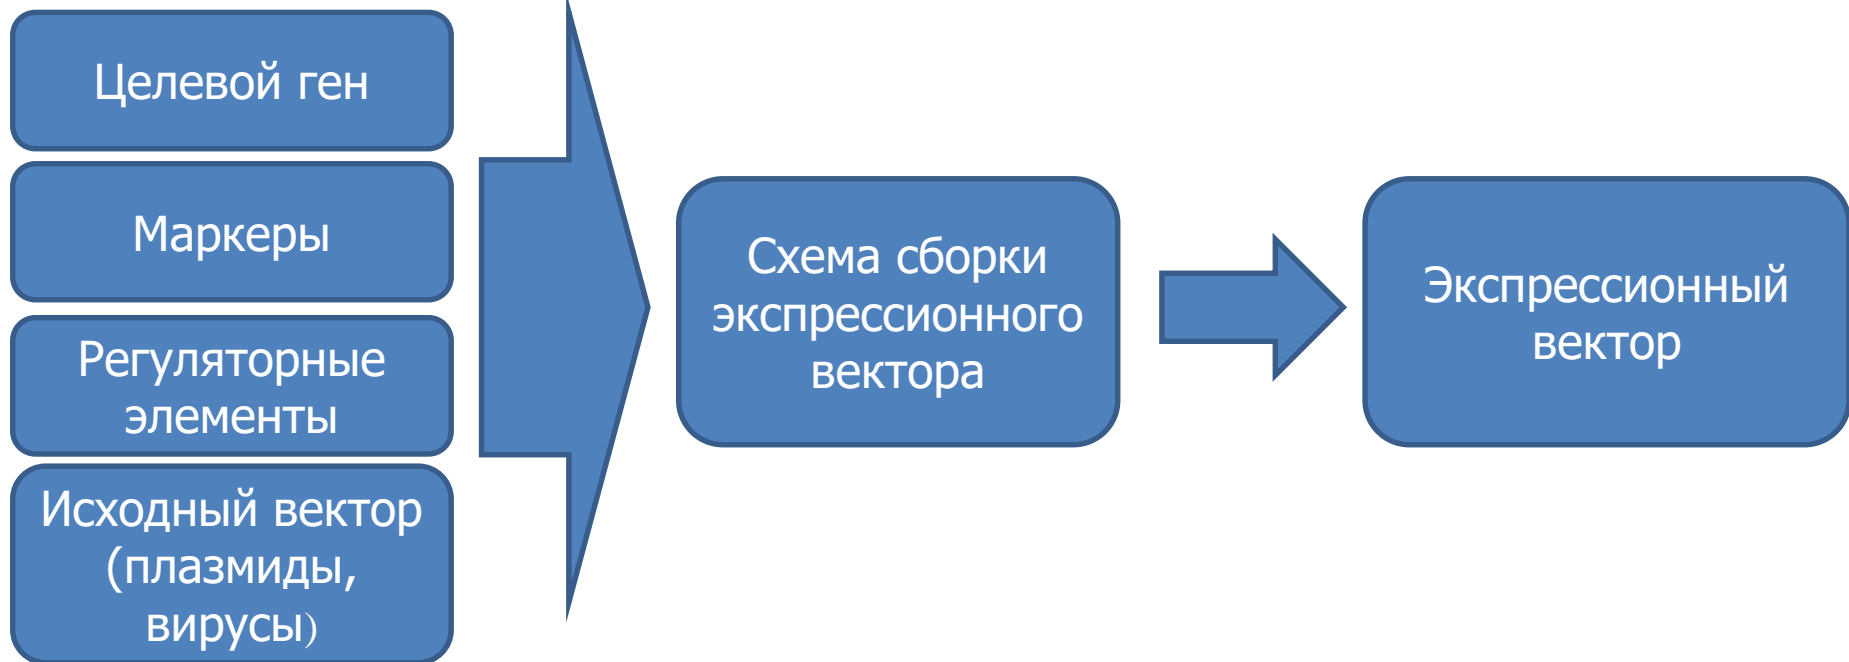 Целевой ген
Маркеры
Регуляторные
элементы
Исходный вектор
(плазмиды,
вирусы)
Схема сборки
экспрессионного
вектора
Экспрессионный
вектор